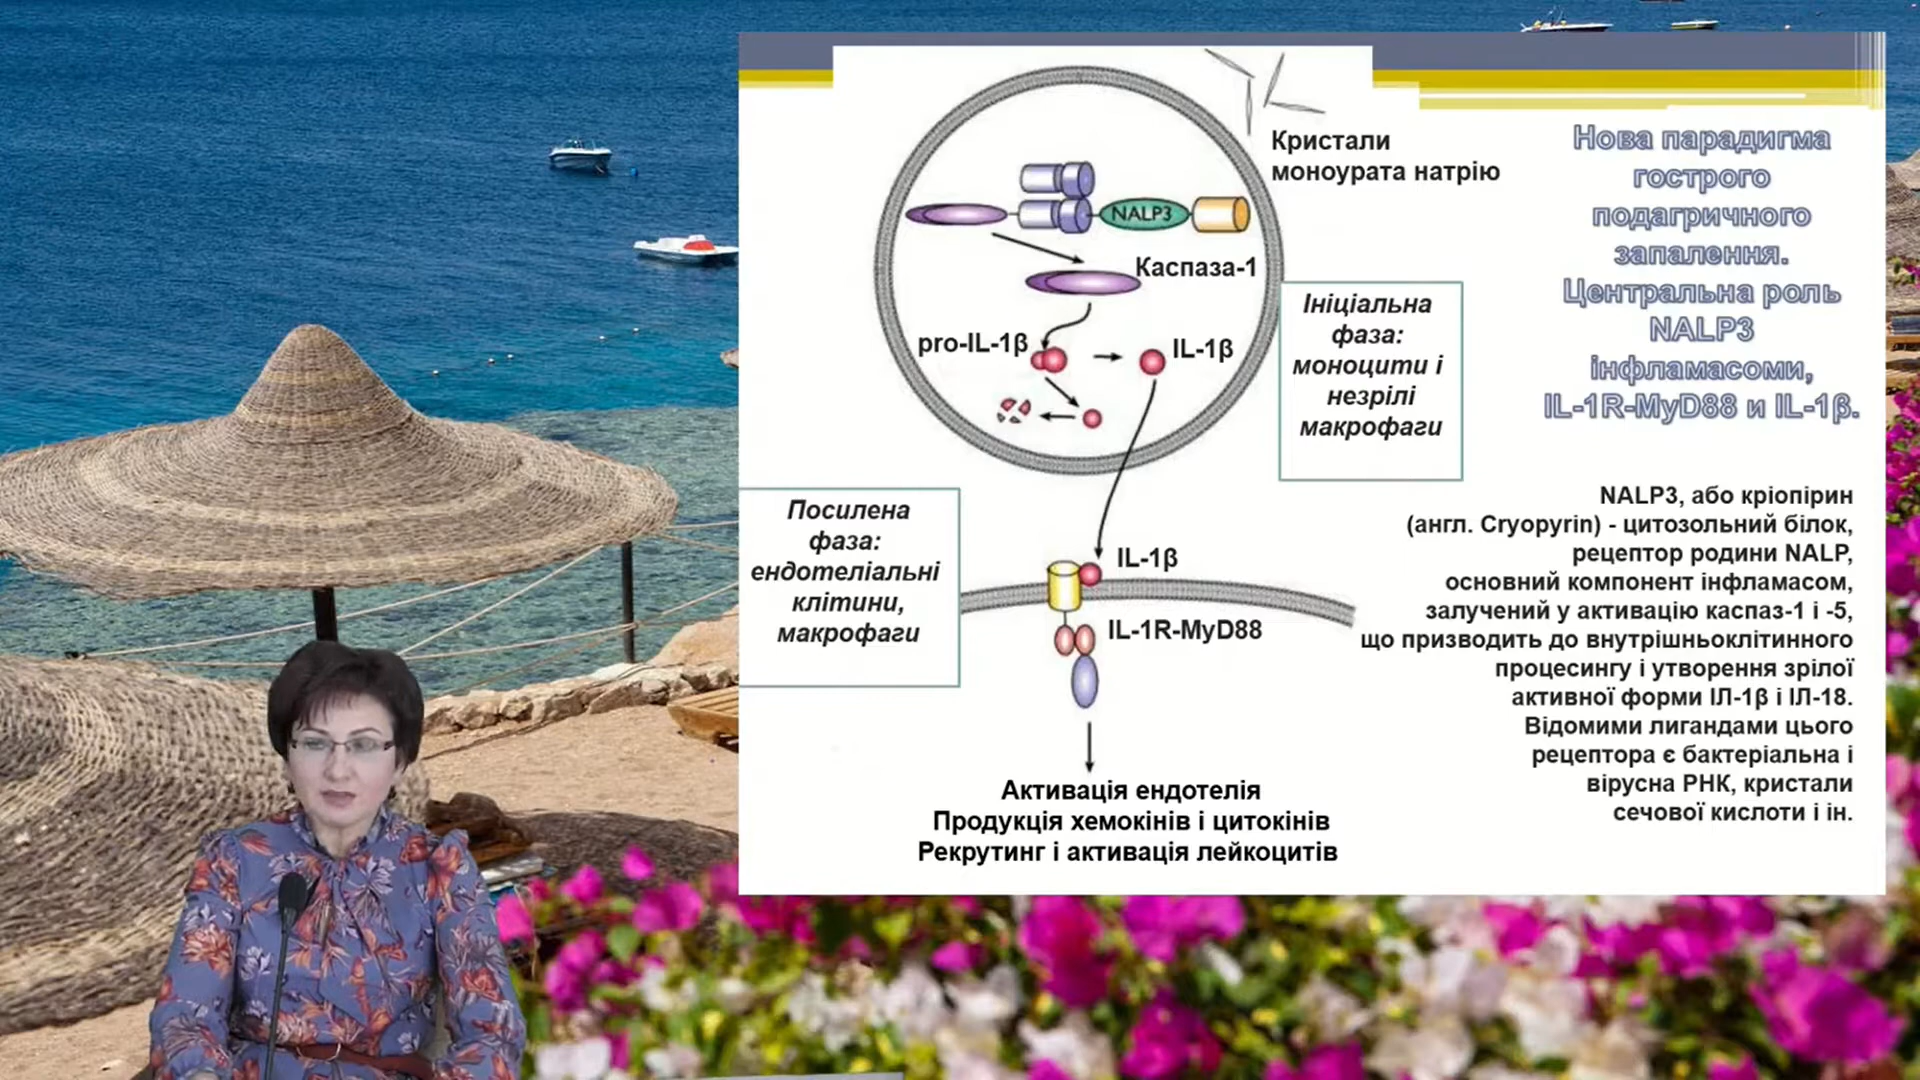 Кристали
моноурата натрію
NALP3
Каспаза-1
pro-IL-1β
IL-1β
Ініціальна
фаза:
моноцити і
незрілі
макрофаги
Посилена
фаза:
ендотеліальні
клітини,
макрофаги
IL-1β
IL-1R-MyD88
Активація ендотелія
Продукція хемокінів і цитокінів
Рекрутинг і активація лейкоцитів
Нова парадигма
гострого
подагричного
запалення.
Центральна роль
NALP3
інфламасоми,
IL-1R-MyD88 и IL-1β.
NALP3, або кріопірин
(англ. Cryopyrin) - цитозольний білок,
рецептор родини NALP,
основний компонент інфламасом,
залучений у активацію каспаз-1 і -5,
що призводить до внутрішньоклітинного
процесингу і утворення зрілої
активної форми ІЛ-1β і ІЛ-18.
Відомими лигандами цього
рецептора є бактеріальна і
вірусна РНК, кристали
сечової кислоти і ін.